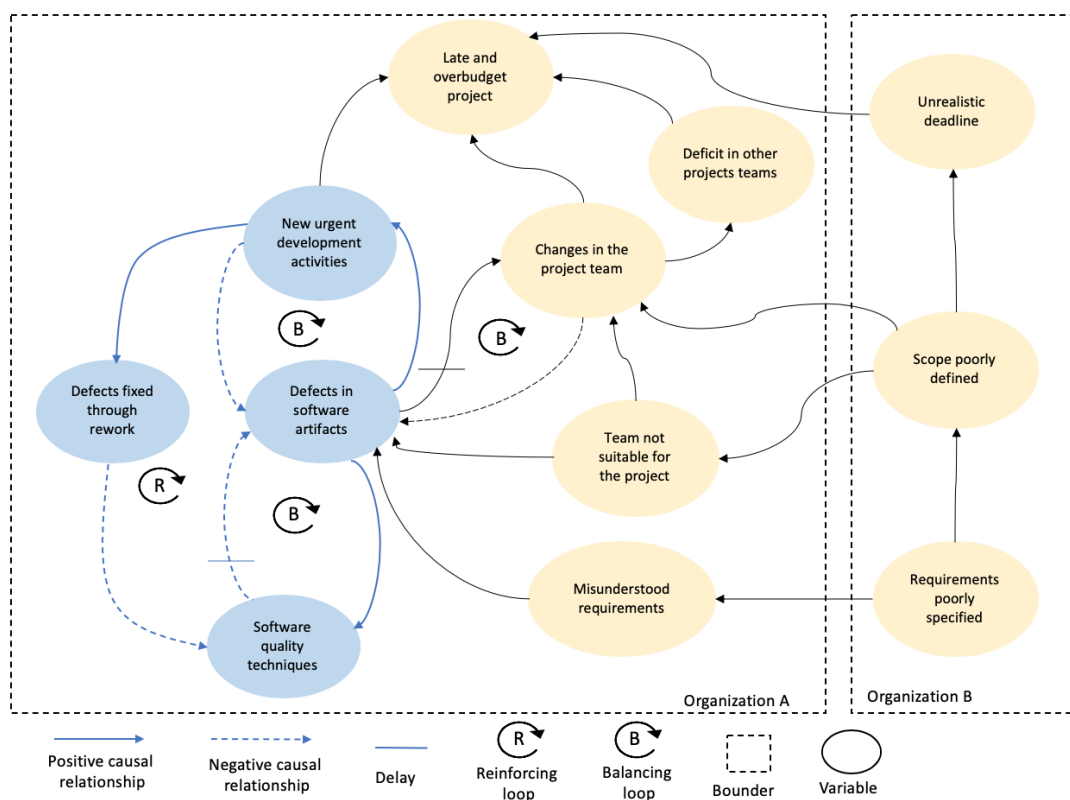 Late and
overbudget
project
Unrealistic
deadline
Deficit in other
projects teams
New urgent
development
activities
Changes in the
project team
B
B
Defects fixed
through
rework
Defects in
software
artifacts
Scope poorly
defined
Team not
suitable for
the project
R
B
Misunderstood
requirements
Requirements
poorly
specified
Software
quality
techniques
Organization A
Organization B
Positive causal
relationship
Negative causal
relationship
Delay
R
Reinforcing
loop
B
Balancing
loop
Bounder
Variable